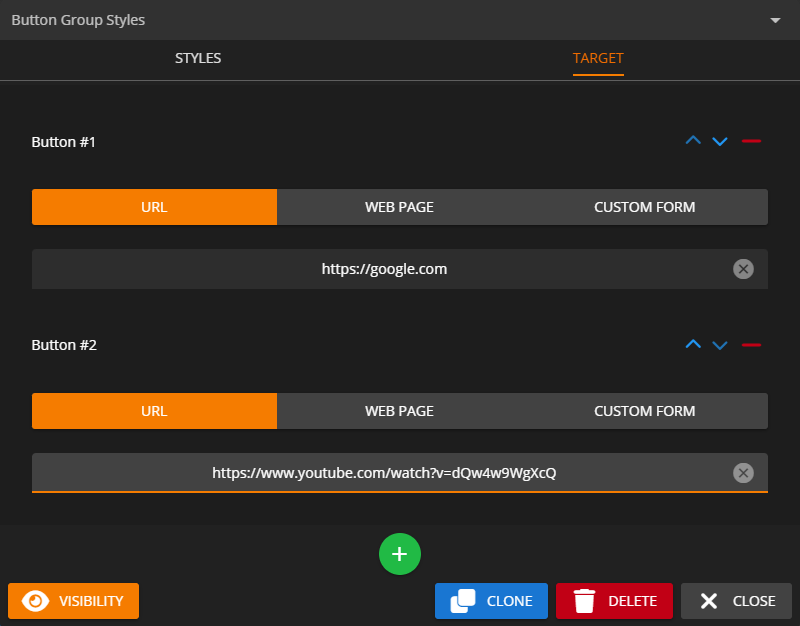 Button Group Styles
STYLES TARGET
Button #1
URL WEB PAGE CUSTOM FORM
https://google.com
Button #2
URL WEB PAGE CUSTOM FORM
https://www.youtube.com/watch?v=dQw4w9WgXcQ
VISIBILITY CLONE DELETE CLOSE